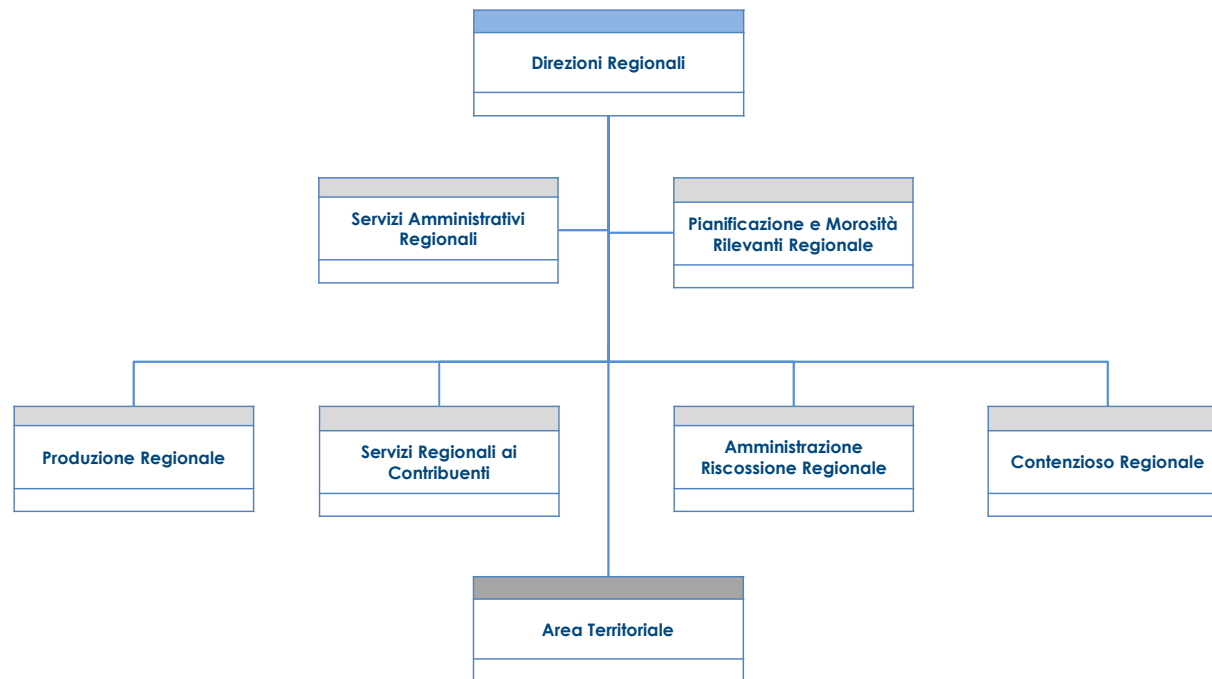 Direzioni Regionali
Servizi Amministrativi
Regionali
Pianificazione e Morosità
Rilevanti Regionale
Produzione Regionale
Servizi Regionali ai
Contribuenti
Amministrazione
Riscossione Regionale
Contenzioso Regionale
Area Territoriale